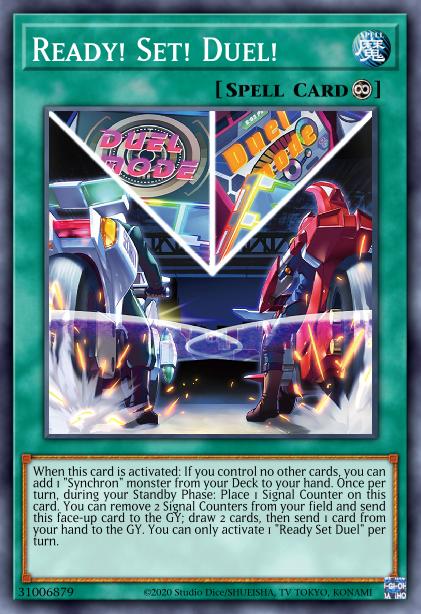 READY! SET! DUEL!
SPELL
魔
[SPELL CARD]
DUEL
MODE
DUEL
MODE
When this card is activated: If you control no other cards, you can
add 1 "Synchron" monster from your Deck to your hand. Once per
turn, during your Standby Phase: Place 1 Signal Counter on this
card. You can remove 2 Signal Counters from your field and send
this face-up card to the GY; draw 2 cards, then send 1 card from
your hand to the GY. You can only activate 1 "Ready Set Duel" per
turn.
31006879
©2020 Studio Dice/SHUEISHA, TV TOKYO, KONAMI